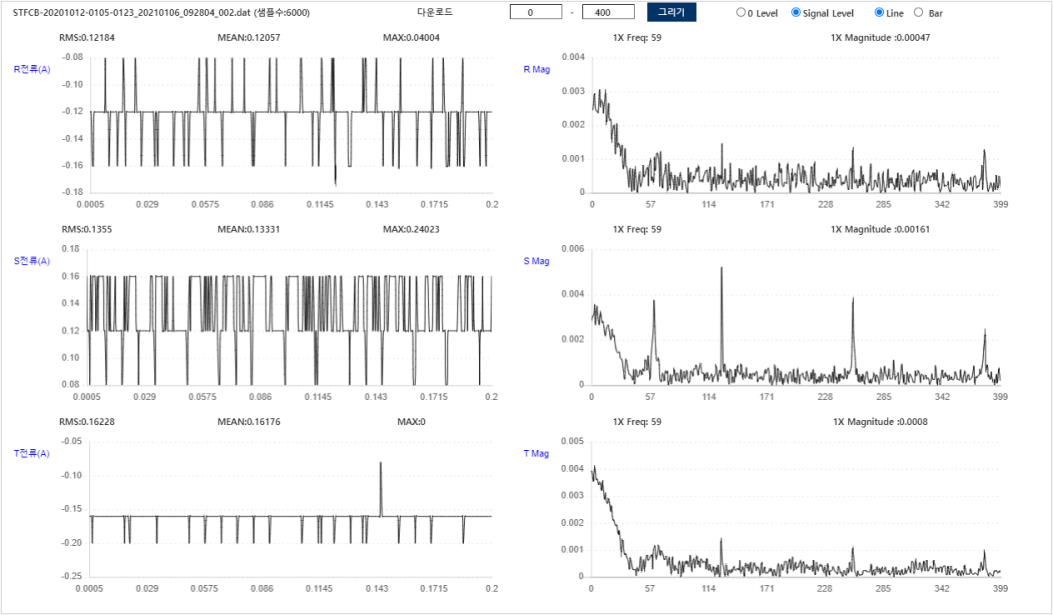 STFCB-20201012-0105-0123_20210106_092804_002.dat (샘플수:6000) 다운로드 0 - 400 그리기 0 Level Signal Level Line Bar
RMS:0.12184 MEAN:0.12057 MAX:0.04004 1X Freq: 59 1X Magnitude :0.00047
R전류(A) R Mag
-0.08
-0.10
-0.12
-0.14
-0.16
-0.18
0.0005 0.029 0.0575 0.086 0.1145 0.143 0.1715 0.2
0.004
0.003
0.002
0.001
0
0 57 114 171 228 285 342 399
RMS:0.1355 MEAN:0.13331 MAX:0.24023 1X Freq: 59 1X Magnitude :0.00161
S전류(A) S Mag
0.18
0.16
0.14
0.12
0.10
0.08
0.0005 0.029 0.0575 0.086 0.1145 0.143 0.1715 0.2
0.006
0.004
0.002
0
0 57 114 171 228 285 342 399
RMS:0.16228 MEAN:0.16176 MAX:0 1X Freq: 59 1X Magnitude :0.0008
T전류(A) T Mag
-0.05
-0.10
-0.15
-0.20
-0.25
0.0005 0.029 0.0575 0.086 0.1145 0.143 0.1715 0.2
0.005
0.004
0.003
0.002
0.001
0
0 57 114 171 228 285 342 399